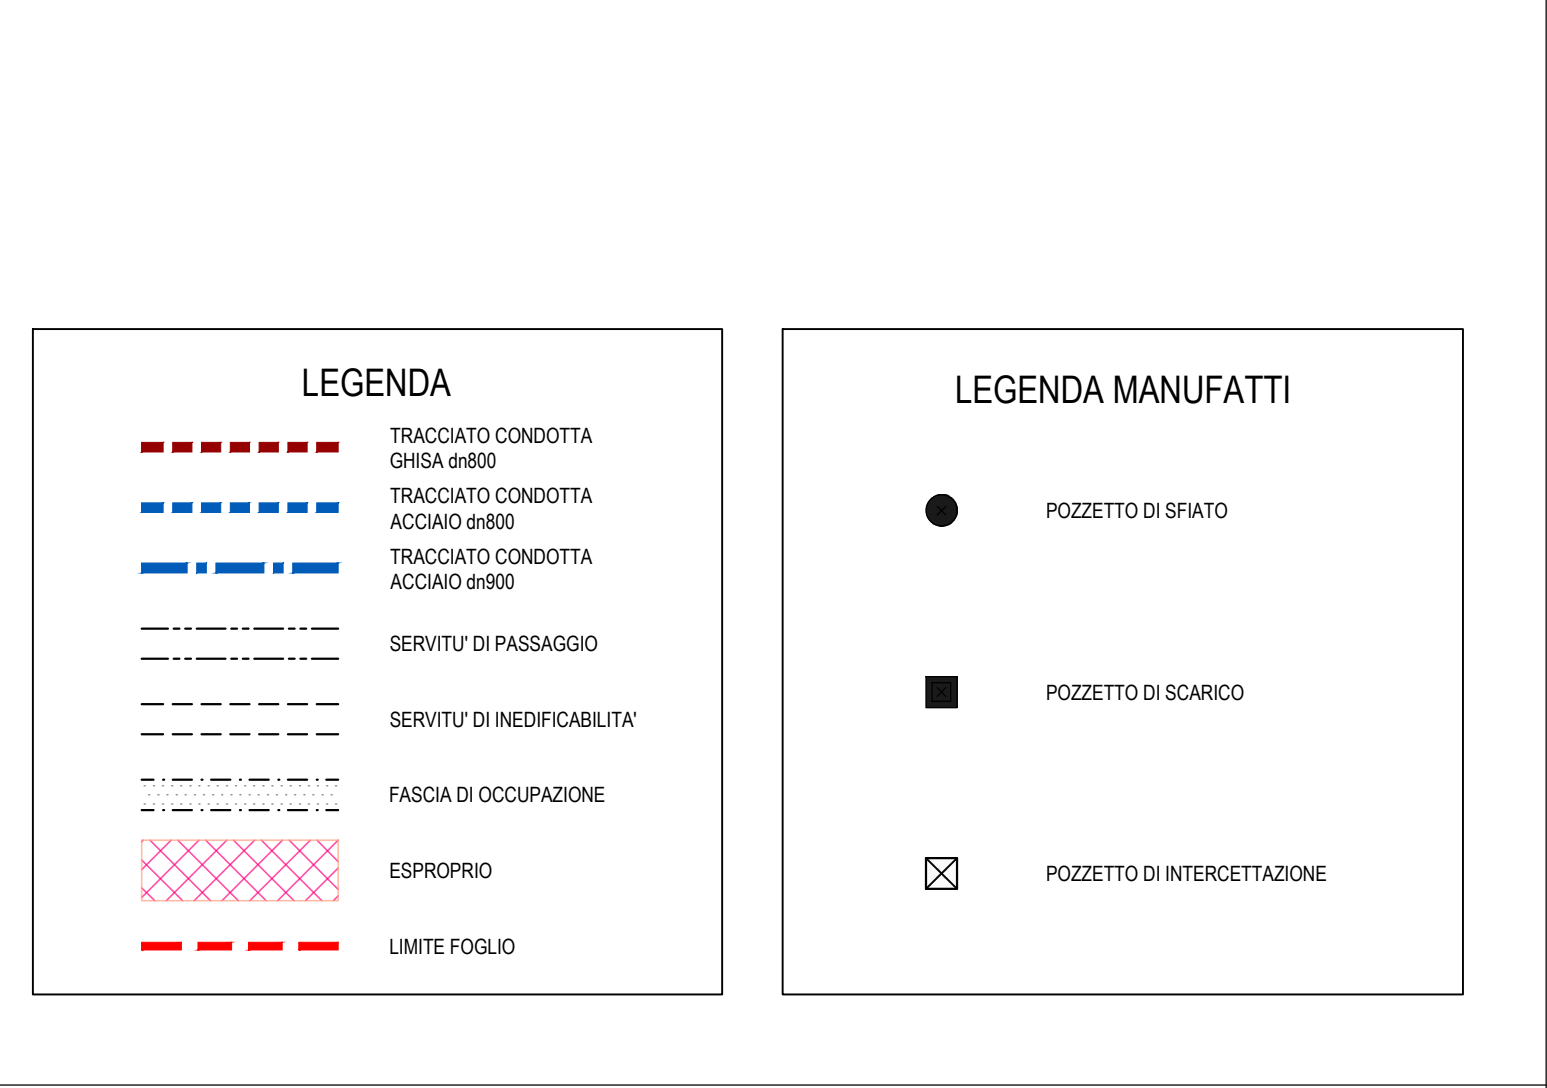 LEGENDA
TRACCIATO CONDOTTA
GHISA dn800
TRACCIATO CONDOTTA
ACCIAIO dn800
TRACCIATO CONDOTTA
ACCIAIO dn900
SERVITU' DI PASSAGGIO
SERVITU' DI INEDIFICABILITA'
FASCIA DI OCCUPAZIONE
ESPROPRIO
LIMITE FOGLIO
LEGENDA MANUFATTI
POZZETTO DI SFIATO
POZZETTO DI SCARICO
POZZETTO DI INTERCETTAZIONE